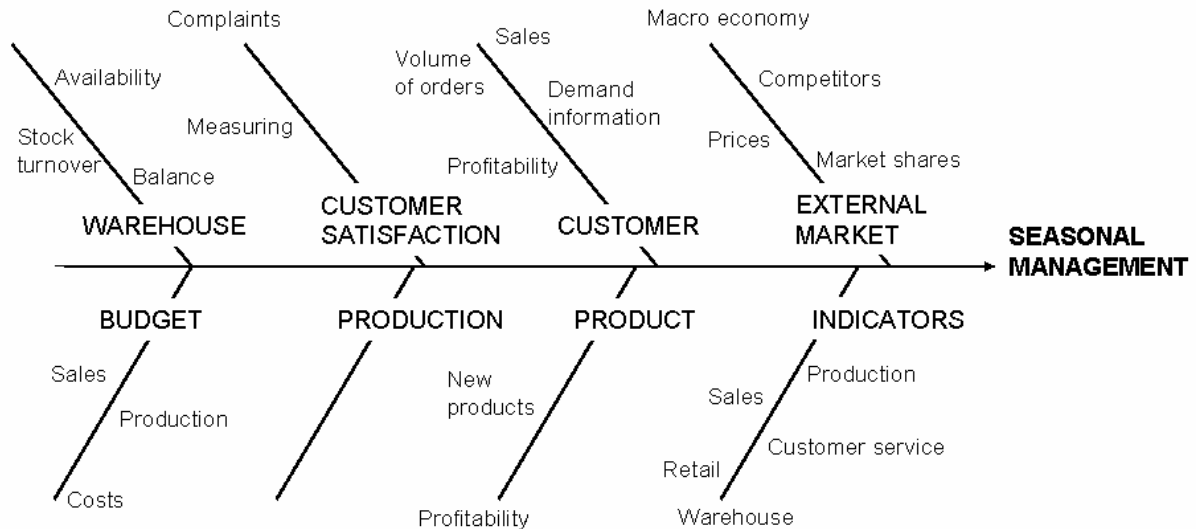 Complaints
Sales
Macro economy
Availability
Volume
of orders
Demand
information
Competitors
Stock
turnover
Measuring
Prices
Balance
Profitability
Market shares
WAREHOUSE
CUSTOMER
SATISFACTION
CUSTOMER
EXTERNAL
MARKET
SEASONAL
MANAGEMENT
BUDGET
PRODUCTION
PRODUCT
INDICATORS
Sales
New
products
Production
Sales
Production
Customer service
Retail
Costs
Profitability
Warehouse